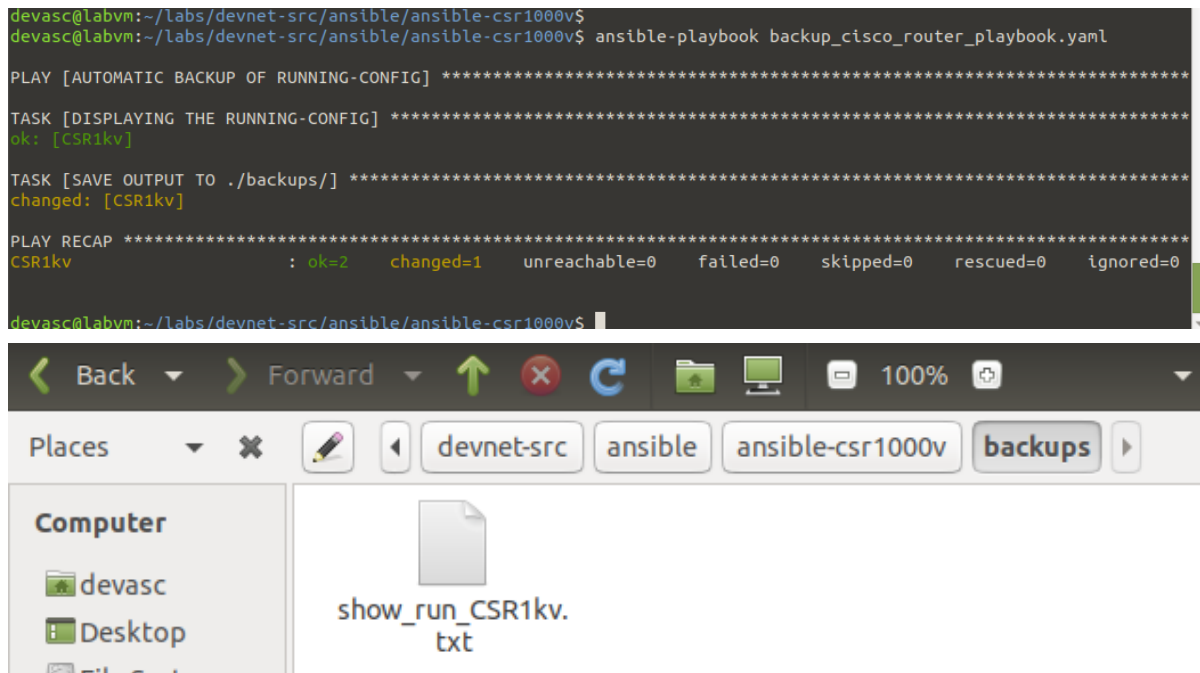 devasc@labvm:~/labs/devnet-src/ansible/ansible-csr1000v$
devasc@labvm:~/labs/devnet-src/ansible/ansible-csr1000v$ ansible-playbook backup_cisco_router_playbook.yaml
PLAY [AUTOMATIC BACKUP OF RUNNING-CONFIG] *************************************************************************
TASK [DISPLAYING THE RUNNING-CONFIG] ******************************************************************************
ok: [CSR1kv]
TASK [SAVE OUTPUT TO ./backups/] **********************************************************************************
changed: [CSR1kv]
PLAY RECAP ********************************************************************************************************
CSR1kv : ok=2 changed=1 unreachable=0 failed=0 skipped=0 rescued=0 ignored=0
devasc@labvm:~/labs/devnet-src/ansible/ansible-csr1000v$
Back Forward 100%
Places devnet-src ansible ansible-csr1000v backups
Computer
devasc
Desktop
show_run_CSR1kv.
txt